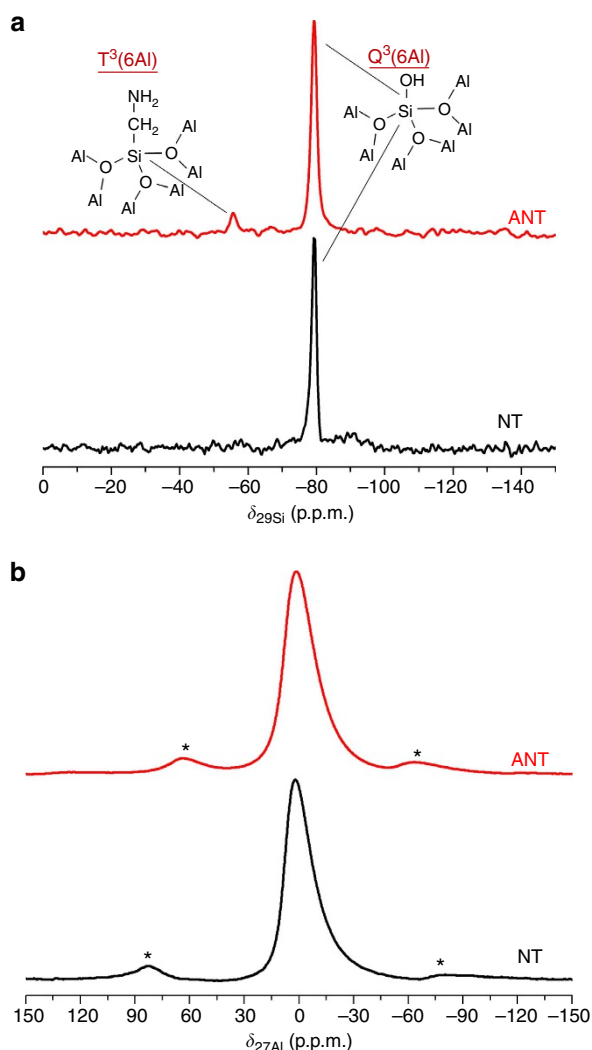 a
T³(6Al)
Q³(6Al)
NH₂
CH₂
Si
O
O
O
Al
Al
Al
Al
Al
Al
OH
Si
O
O
O
Al
Al
Al
Al
Al
Al
ANT
NT
0 −20 −40 −60 −80 −100 −120 −140
δ29Si (p.p.m.)
b
* *
ANT
* *
NT
150 120 90 60 30 0 −30 −60 −90 −120 −150
δ27Al (p.p.m.)